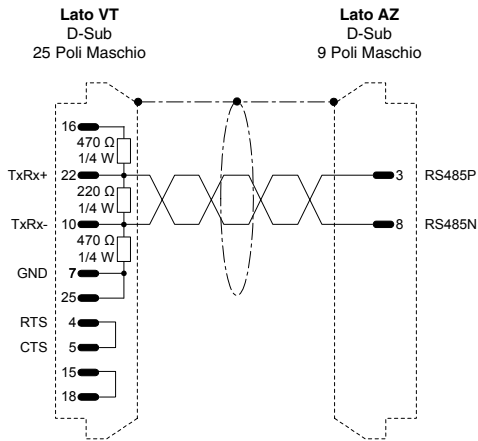 Lato VT
D-Sub
25 Poli Maschio
Lato AZ
D-Sub
9 Poli Maschio
16
470 Ω
1/4 W
TxRx+ 22
3 RS485P
220 Ω
1/4 W
TxRx- 10
8 RS485N
470 Ω
1/4 W
GND 7
25
RTS 4
CTS 5
15
18